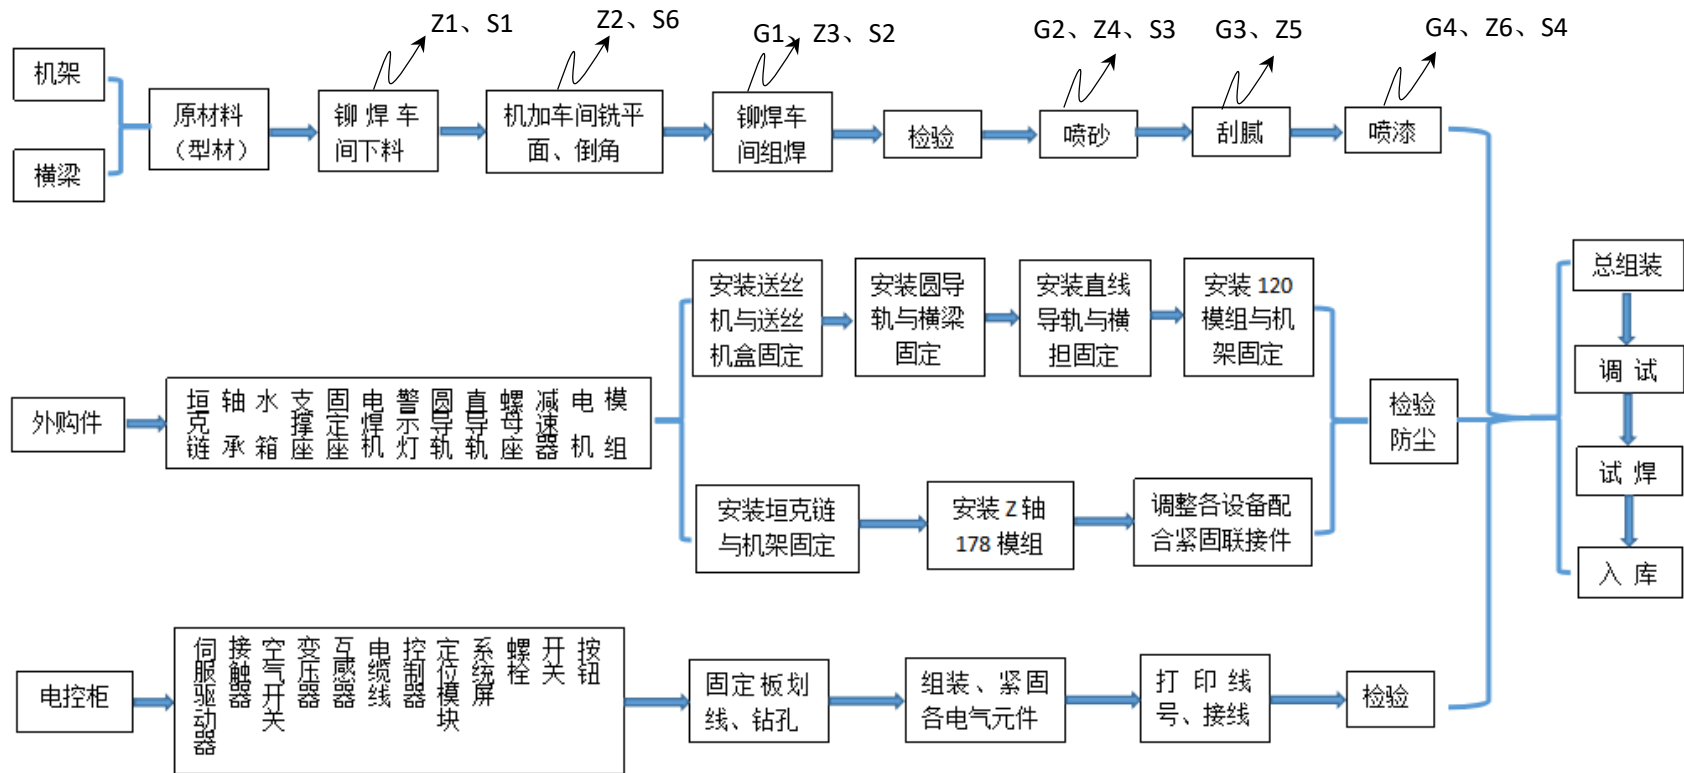 Z1、S1
Z2、S6
G1、Z3、S2
G2、Z4、S3
G3、Z5
G4、Z6、S4
机架
横梁
原材料
（型材）
铆焊车
间下料
机加车间铣平
面、倒角
铆焊车
间组焊
检验
喷砂
刮腻
喷漆
外购件
垣克链
轴承
水箱
支撑座
固定座
电焊机
警示灯
圆导轨
直导轨
螺母座
减速器
电机
模组
安装送丝
机与送丝
机盒固定
安装圆导
轨与横梁
固定
安装直线
导轨与横
担固定
安装 120
模组与机
架固定
安装垣克链
与机架固定
安装 Z 轴
178 模组
调整各设备配
合紧固联接件
检验
防尘
电控柜
伺服驱动器
接触器
空气开关
变压器
互感器
电缆线
控制器
定位模块
系统屏
螺栓
开关
按钮
固定板划
线、钻孔
组装、紧固
各电气元件
打印线
号、接线
检验
总组装
调试
试焊
入库